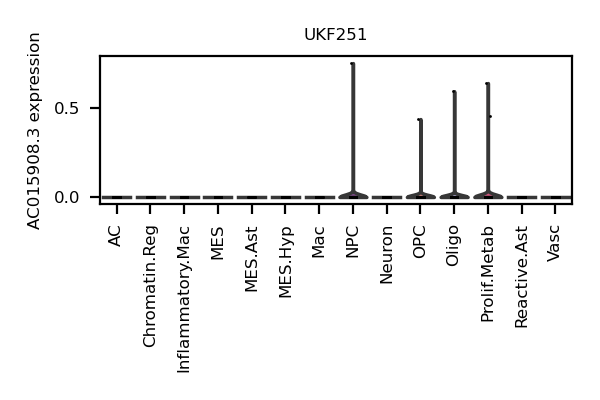 UKF251
AC015908.3 expression
0.5
0.0
AC
Chromatin.Reg
Inflammatory.Mac
MES
MES.Ast
MES.Hyp
Mac
NPC
Neuron
OPC
Oligo
Prolif.Metab
Reactive.Ast
Vasc